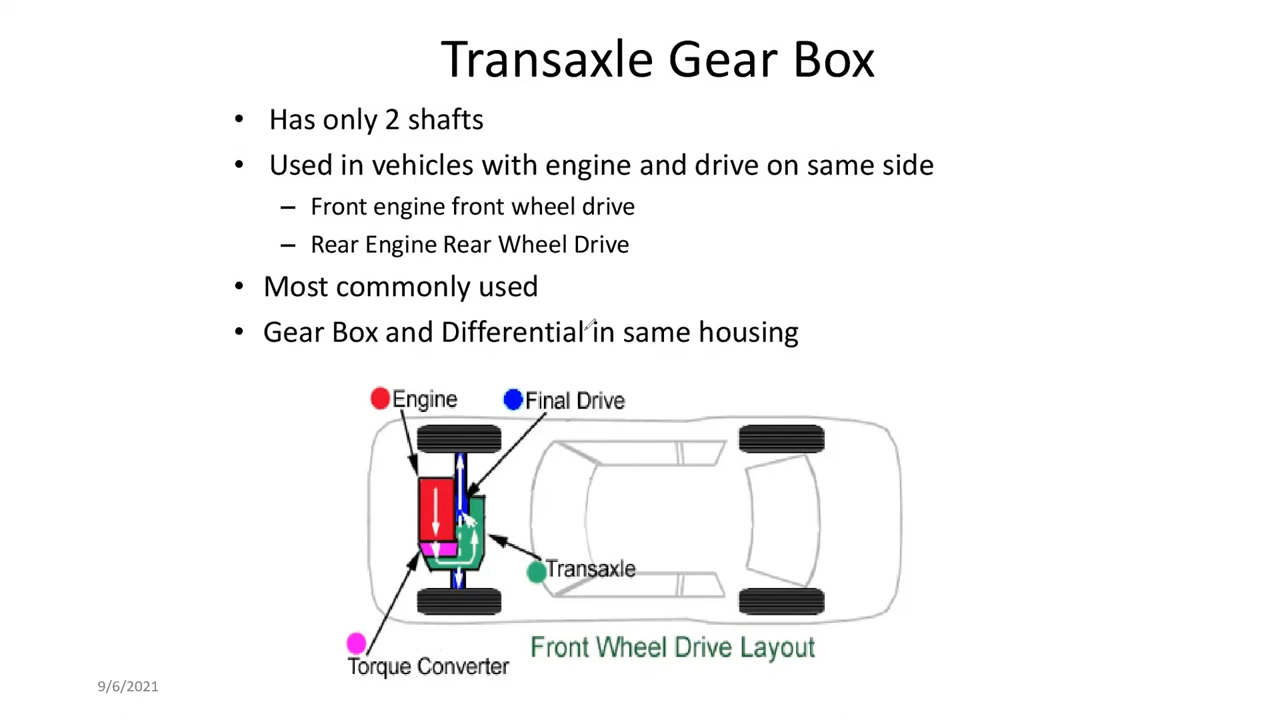 Transaxle Gear Box
• Has only 2 shafts
• Used in vehicles with engine and drive on same side
– Front engine front wheel drive
– Rear Engine Rear Wheel Drive
• Most commonly used
• Gear Box and Differential in same housing
Engine
Final Drive
Transaxle
Front Wheel Drive Layout
Torque Converter
9/6/2021